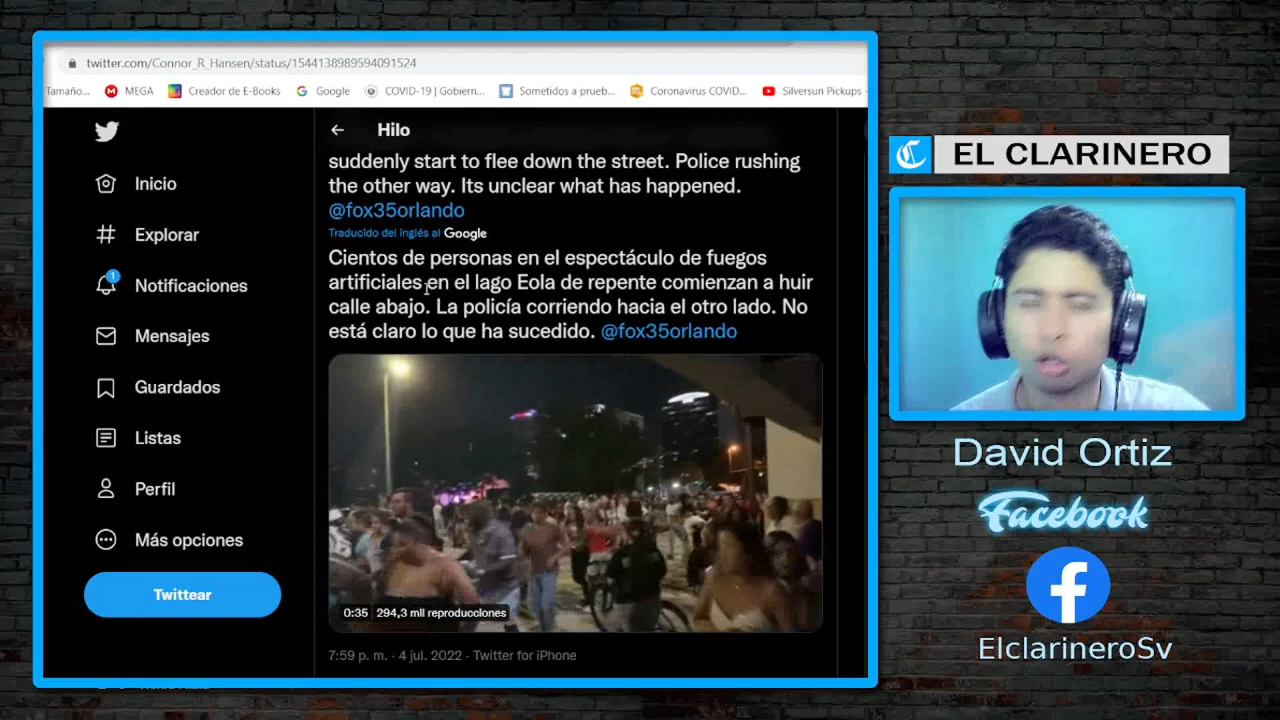 twitter.com/Connor_R_Hansen/status/1544138989594091524
Tamaño... MEGA Creador de E-Books Google COVID-19 | Gobiern... Sometidos a prueb... Coronavirus COVID... Silversun Pickups
Hilo
Inicio
Explorar
1
Notificaciones
Mensajes
Guardados
Listas
Perfil
Más opciones
Twittear
suddenly start to flee down the street. Police rushing
the other way. Its unclear what has happened.
@fox35orlando
Traducido del inglés al Google
Cientos de personas en el espectáculo de fuegos
artificiales en el lago Eola de repente comienzan a huir
calle abajo. La policía corriendo hacia el otro lado. No
está claro lo que ha sucedido. @fox35orlando
0:35 294,3 mil reproducciones
7:59 p. m. · 4 jul. 2022 · Twitter for iPhone
EL CLARINERO
David Ortiz
Facebook
ElclarineroSv